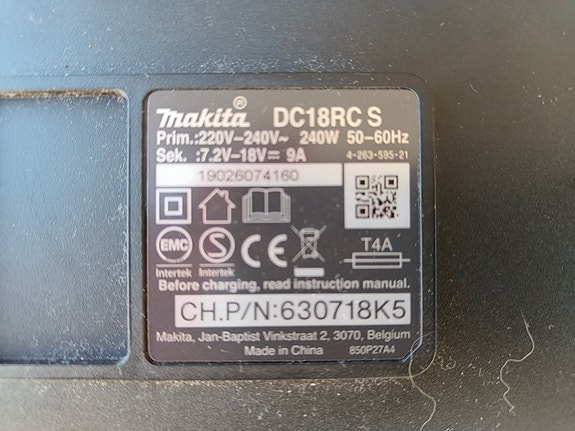 makita® DC18RC S
Prim.:220V–240V~ 240W 50–60Hz
Sek. :7.2V–18V⎓ 9A 4-263-595-21
19026074160
EMC S CE T4A
Intertek Intertek
Before charging, read instruction manual.
CH.P/N:630718K5
Makita, Jan-Baptist Vinkstraat 2, 3070, Belgium
Made in China 850P27A4